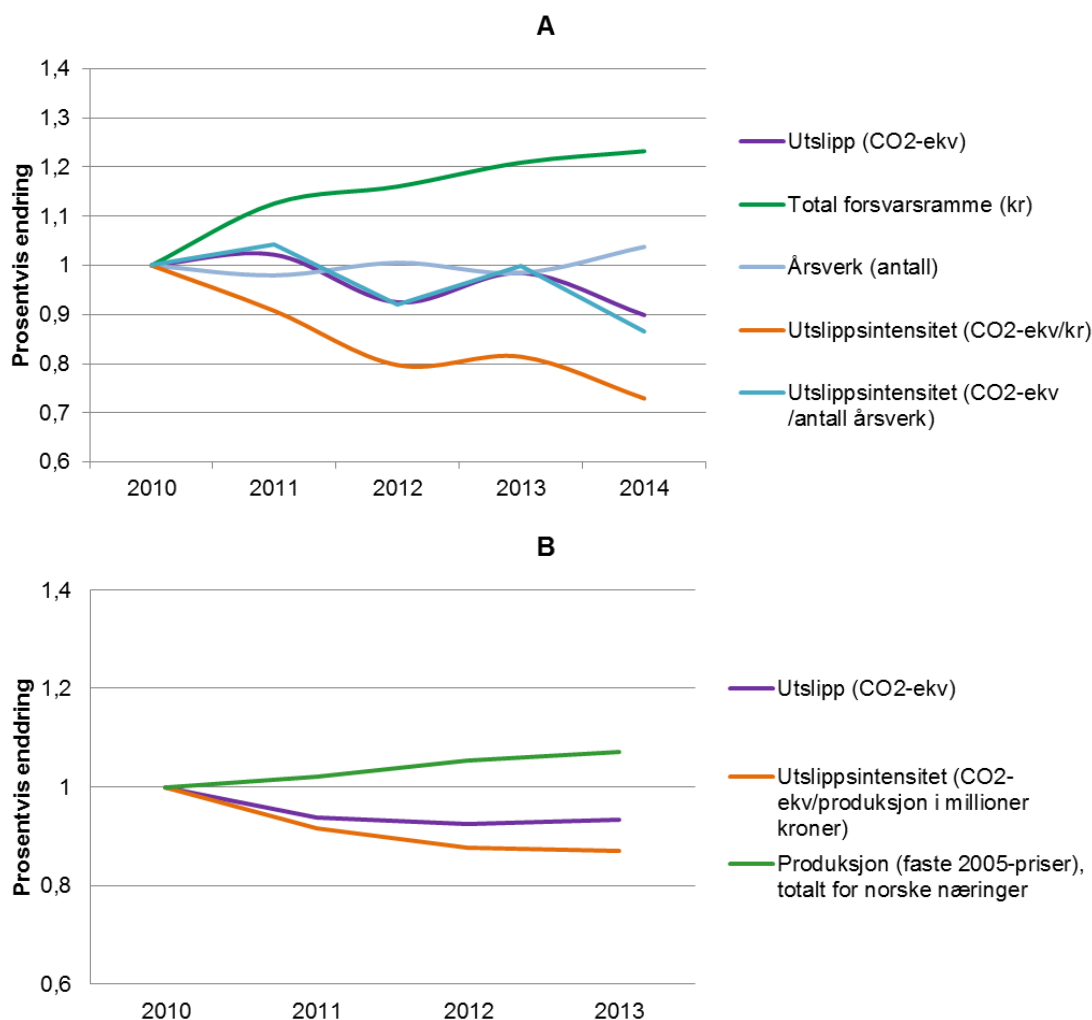 A
1,4
1,3
1,2
1,1
1
0,9
0,8
0,7
0,6
Prosentvis endring
2010 2011 2012 2013 2014
Utslipp (CO2-ekv)
Total forsvarsramme (kr)
Årsverk (antall)
Utslippsintensitet (CO2-ekv/kr)
Utslippsintensitet (CO2-ekv
/antall årsverk)
B
1,4
1,2
1
0,8
0,6
Prosentvis enddring
2010 2011 2012 2013
Utslipp (CO2-ekv)
Utslippsintensitet (CO2-
ekv/produksjon i millioner
kroner)
Produksjon (faste 2005-priser),
totalt for norske næringer